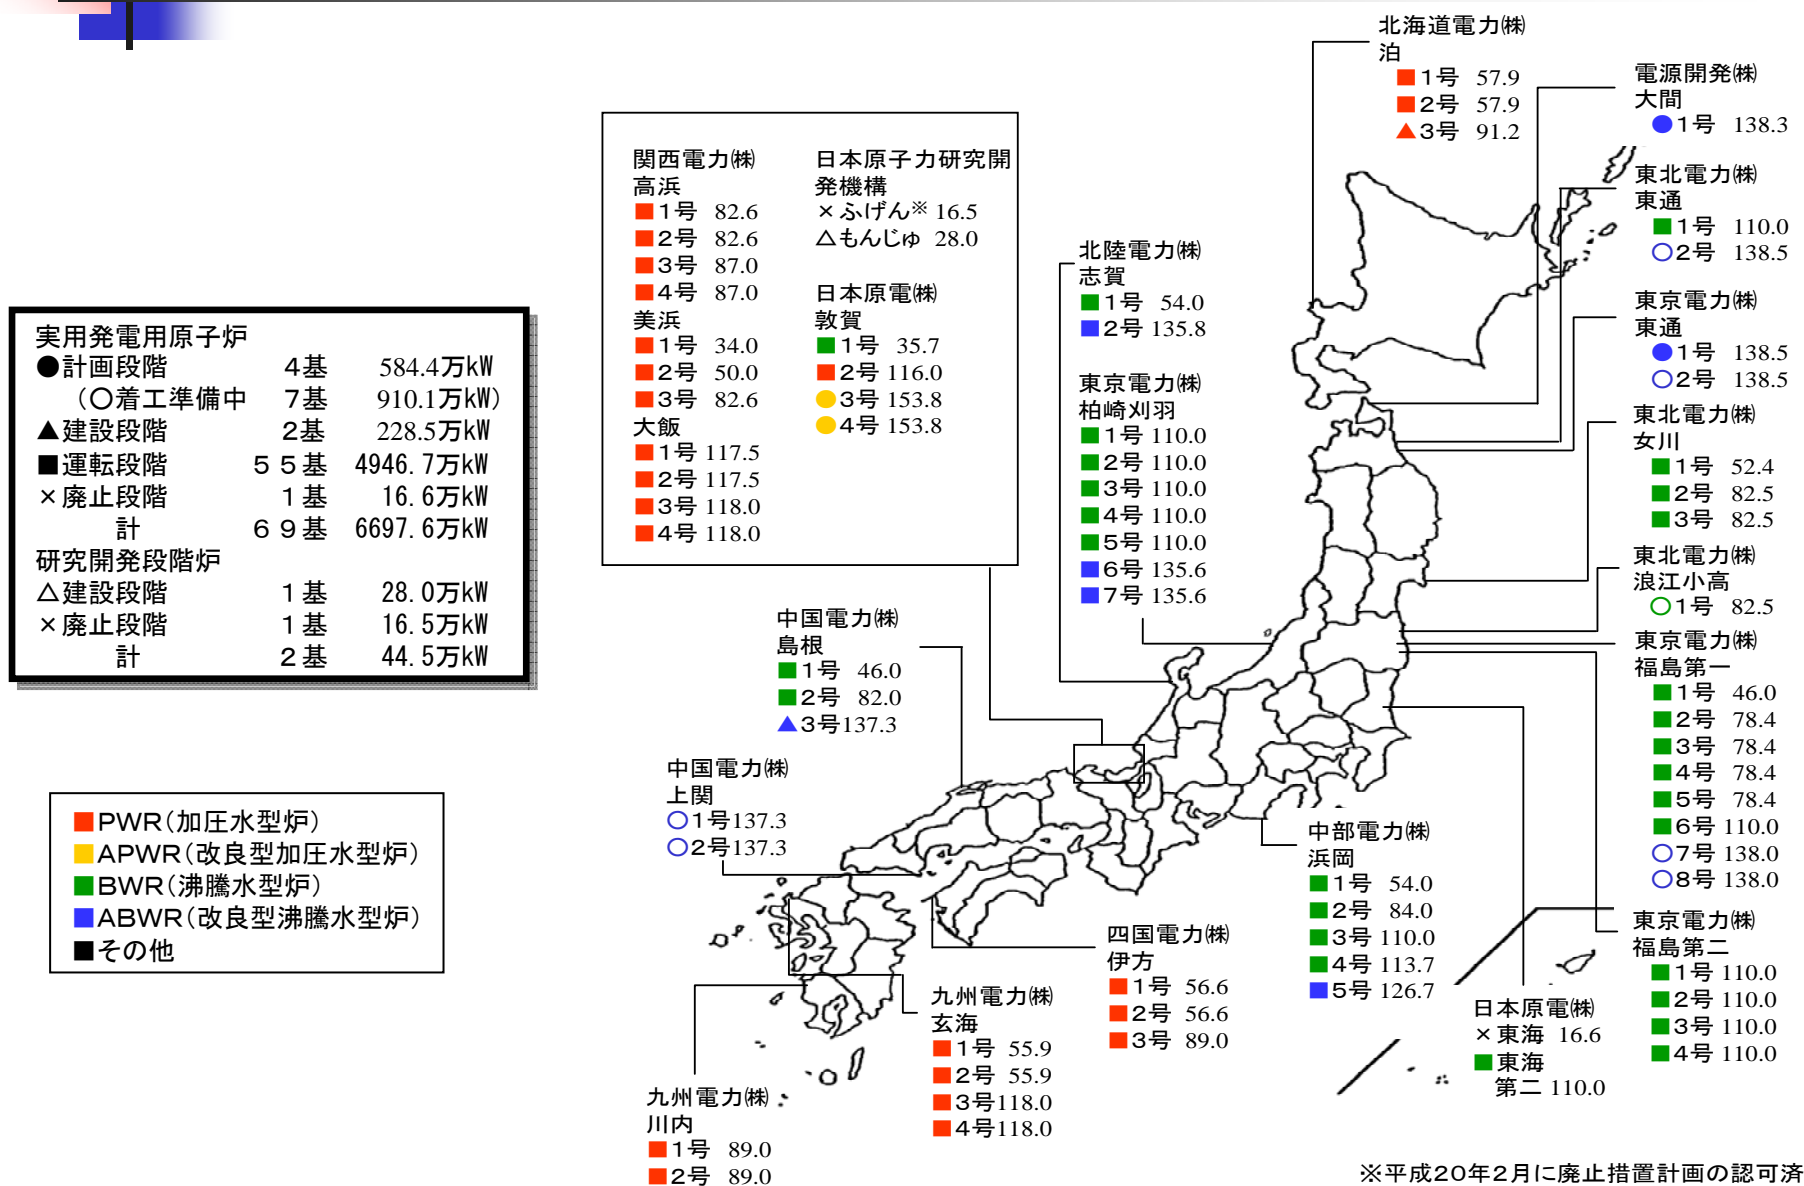 実用発電用原子炉
●計画段階 4基 584.4万kW
(○着工準備中 7基 910.1万kW)
▲建設段階 2基 228.5万kW
■運転段階 55基 4946.7万kW
×廃止段階 1基 16.6万kW
計 69基 6697.6万kW
研究開発段階炉
△建設段階 1基 28.0万kW
×廃止段階 1基 16.5万kW
計 2基 44.5万kW
■PWR(加圧水型炉)
■APWR(改良型加圧水型炉)
■BWR(沸騰水型炉)
■ABWR(改良型沸騰水型炉)
■その他
関西電力㈱
高浜
■1号 82.6
■2号 82.6
■3号 87.0
■4号 87.0
美浜
■1号 34.0
■2号 50.0
■3号 82.6
大飯
■1号 117.5
■2号 117.5
■3号 118.0
■4号 118.0
日本原子力研究開
発機構
×ふげん※ 16.5
△もんじゅ 28.0
日本原電㈱
敦賀
■1号 35.7
■2号 116.0
●3号 153.8
●4号 153.8
中国電力㈱
島根
■1号 46.0
■2号 82.0
▲3号 137.3
中国電力㈱
上関
○1号 137.3
○2号 137.3
九州電力㈱
川内
■1号 89.0
■2号 89.0
九州電力㈱
玄海
■1号 55.9
■2号 55.9
■3号 118.0
■4号 118.0
四国電力㈱
伊方
■1号 56.6
■2号 56.6
■3号 89.0
北陸電力㈱
志賀
■1号 54.0
■2号 135.8
東京電力㈱
柏崎刈羽
■1号 110.0
■2号 110.0
■3号 110.0
■4号 110.0
■5号 110.0
■6号 135.6
■7号 135.6
中部電力㈱
浜岡
■1号 54.0
■2号 84.0
■3号 110.0
■4号 113.7
■5号 126.7
北海道電力㈱
泊
■1号 57.9
■2号 57.9
▲3号 91.2
電源開発㈱
大間
●1号 138.3
東北電力㈱
東通
■1号 110.0
○2号 138.5
東京電力㈱
東通
●1号 138.5
○2号 138.5
東北電力㈱
女川
■1号 52.4
■2号 82.5
■3号 82.5
東北電力㈱
浪江小高
○1号 82.5
東京電力㈱
福島第一
■1号 46.0
■2号 78.4
■3号 78.4
■4号 78.4
■5号 78.4
■6号 110.0
○7号 138.0
○8号 138.0
東京電力㈱
福島第二
■1号 110.0
■2号 110.0
■3号 110.0
■4号 110.0
日本原電㈱
×東海 16.6
■東海
第二 110.0
※平成20年2月に廃止措置計画の認可済